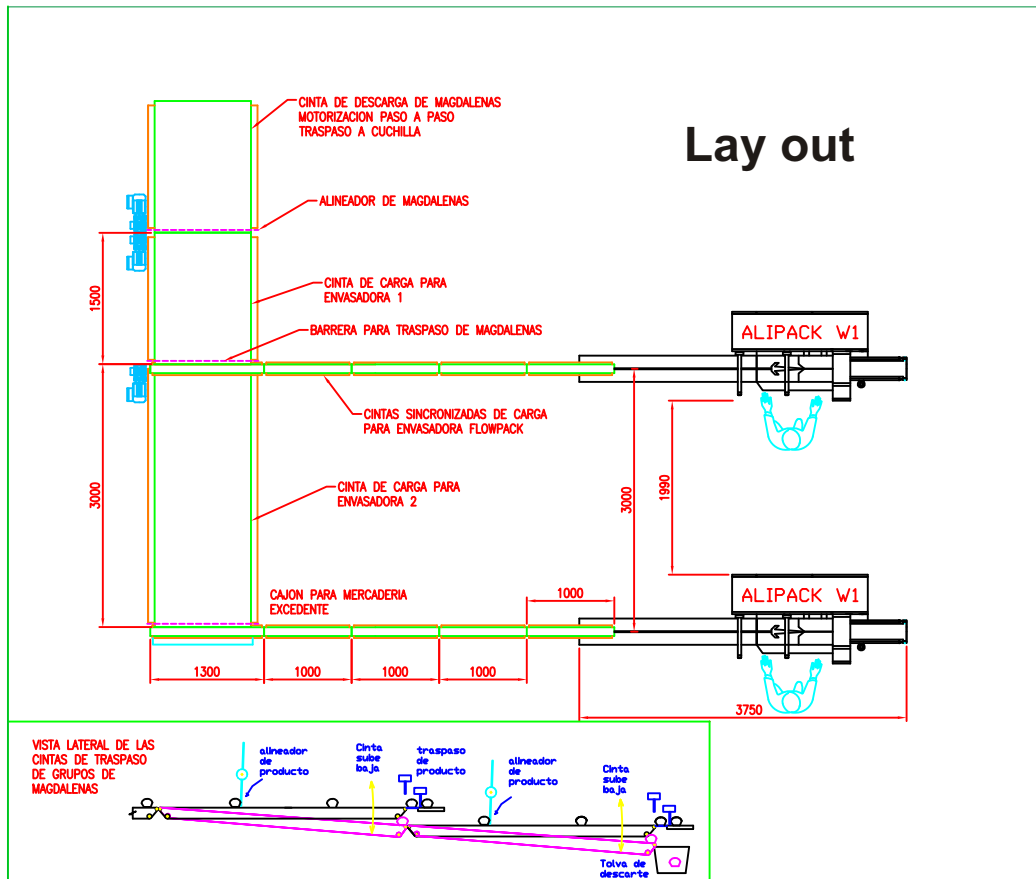 Lay out
CINTA DE DESCARGA DE MAGDALENAS
MOTORIZACION PASO A PASO
TRASPASO A CUCHILLA
ALINEADOR DE MAGDALENAS
1500
CINTA DE CARGA PARA
ENVASADORA 1
BARRERA PARA TRASPASO DE MAGDALENAS
ALIPACK W1
CINTAS SINCRONIZADAS DE CARGA
PARA ENVASADORA FLOWPACK
3000
CINTA DE CARGA PARA
ENVASADORA 2
3000
1990
CAJON PARA MERCADERIA
EXCEDENTE
1000
ALIPACK W1
1300
1000
1000
1000
3750
VISTA LATERAL DE LAS
CINTAS DE TRASPASO
DE GRUPOS DE
MAGDALENAS
alineador
de
producto
Cinta
sube
baja
traspaso
de
producto
alineador
de
producto
Cinta
sube
baja
Tolva de
descarte